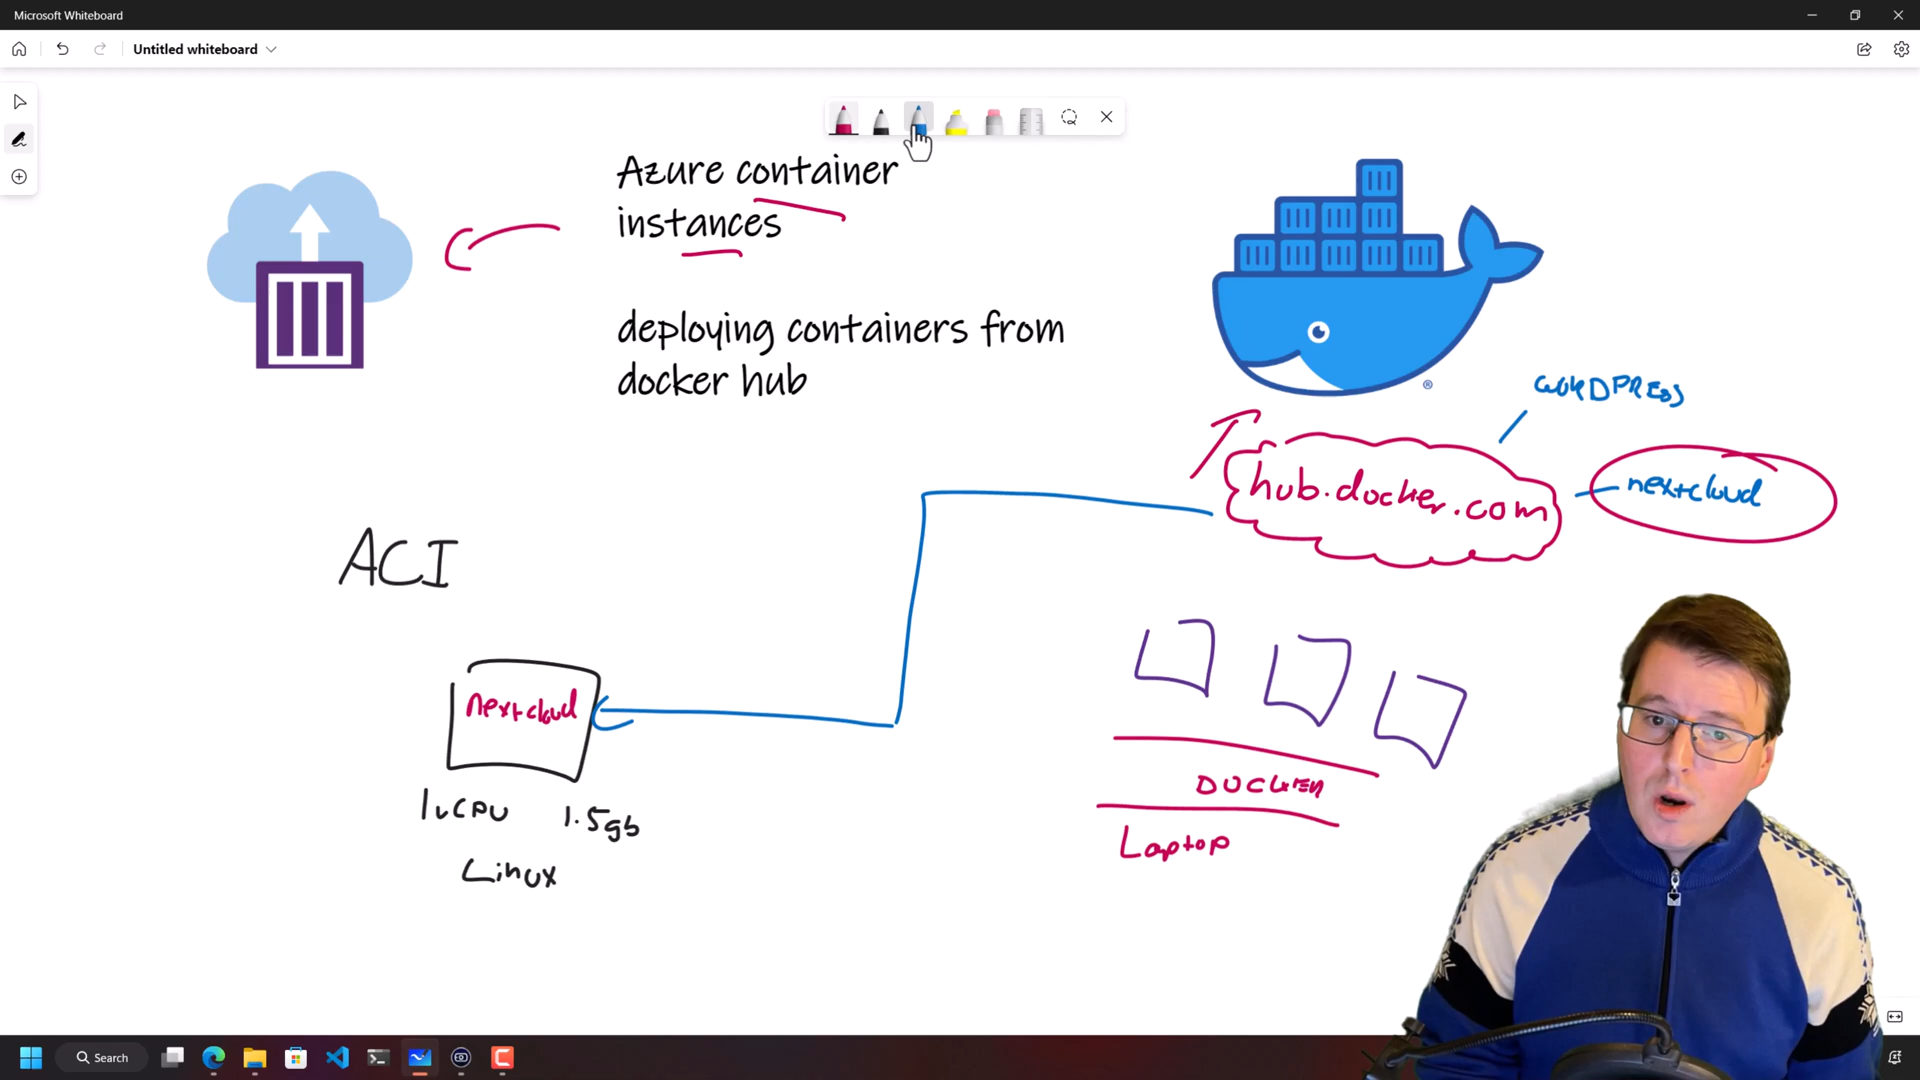 Microsoft Whiteboard
Untitled whiteboard
Azure container
instances
deploying containers from
docker hub
WORDPRESS
hub.docker.com
nextcloud
ACI
nextcloud
1vCPU 1.5gb
Linux
DOCKER
Laptop
Search